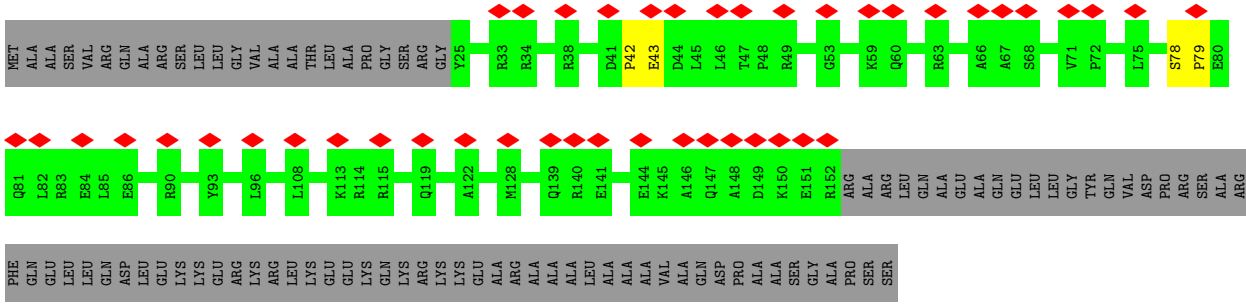 MET ALA ALA SER VAL ARG GLN ALA ARG SER LEU LEU GLY VAL ALA ALA THR LEU ALA PRO GLY SER ARG GLY Y25 R33 R34 R38 D41 P42 E43 D44 L45 L46 T47 P48 R49 G53 K59 Q60 R63 A66 A67 S68 V71 P72 L75 S78 P79 E80
Q81 L82 R83 E84 L85 E86 R90 Y93 L96 L108 K113 R114 R115 Q119 A122 M128 Q139 R140 E141 E144 K145 A146 Q147 A148 D149 K150 E151 R152 ARG ALA ARG LEU GLN ALA GLU ALA GLN GLU LEU LEU GLY TYR GLN VAL ASP PRO ARG SER ALA ARG
PHE GLN GLU LEU LEU GLN ASP LEU GLU LYS LYS GLU ARG LYS ARG LEU LYS GLU GLU LYS GLN LYS ARG LYS LYS GLU ALA ARG ALA ALA ALA LEU ALA ALA ALA VAL ALA GLN ASP PRO ALA ALA SER GLY ALA PRO SER SER